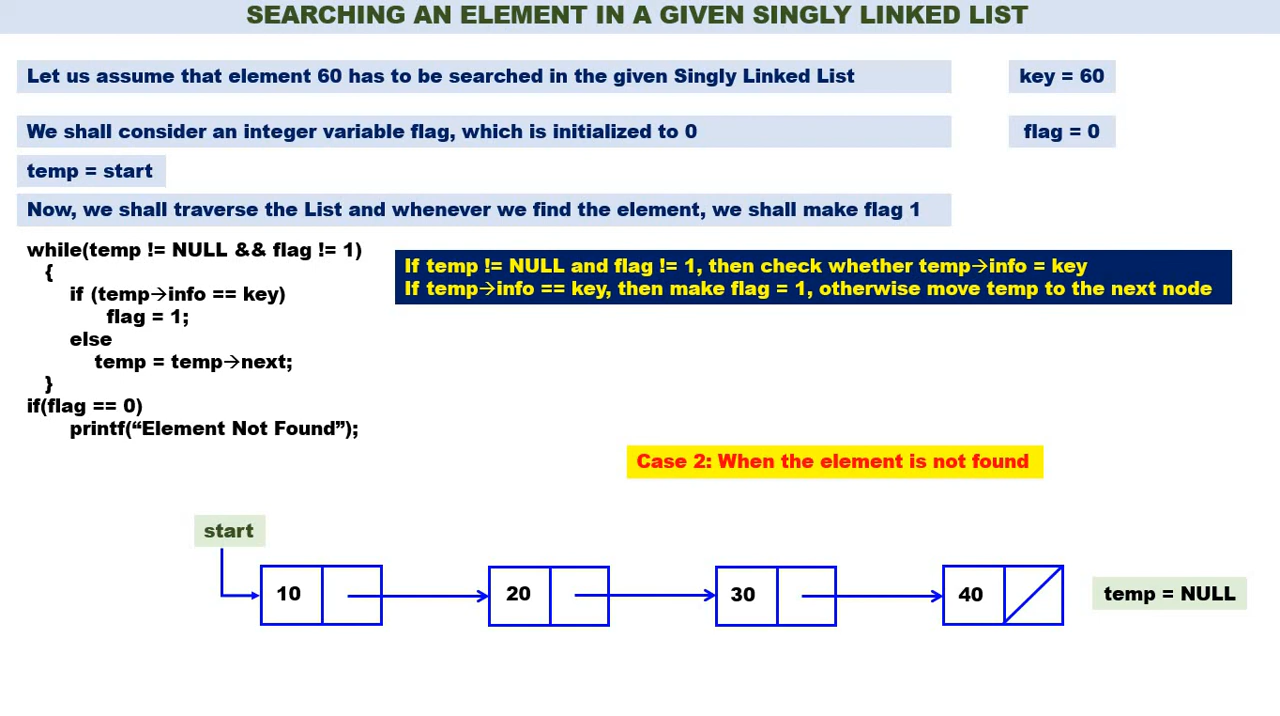 SEARCHING AN ELEMENT IN A GIVEN SINGLY LINKED LIST
Let us assume that element 60 has to be searched in the given Singly Linked List
key = 60
We shall consider an integer variable flag, which is initialized to 0
flag = 0
temp = start
Now, we shall traverse the List and whenever we find the element, we shall make flag 1
while(temp != NULL && flag != 1)
{
if (temp→info == key)
flag = 1;
else
temp = temp→next;
}
if(flag == 0)
printf(“Element Not Found”);
If temp != NULL and flag != 1, then check whether temp→info = key
If temp→info == key, then make flag = 1, otherwise move temp to the next node
Case 2: When the element is not found
start
10
20
30
40
temp = NULL